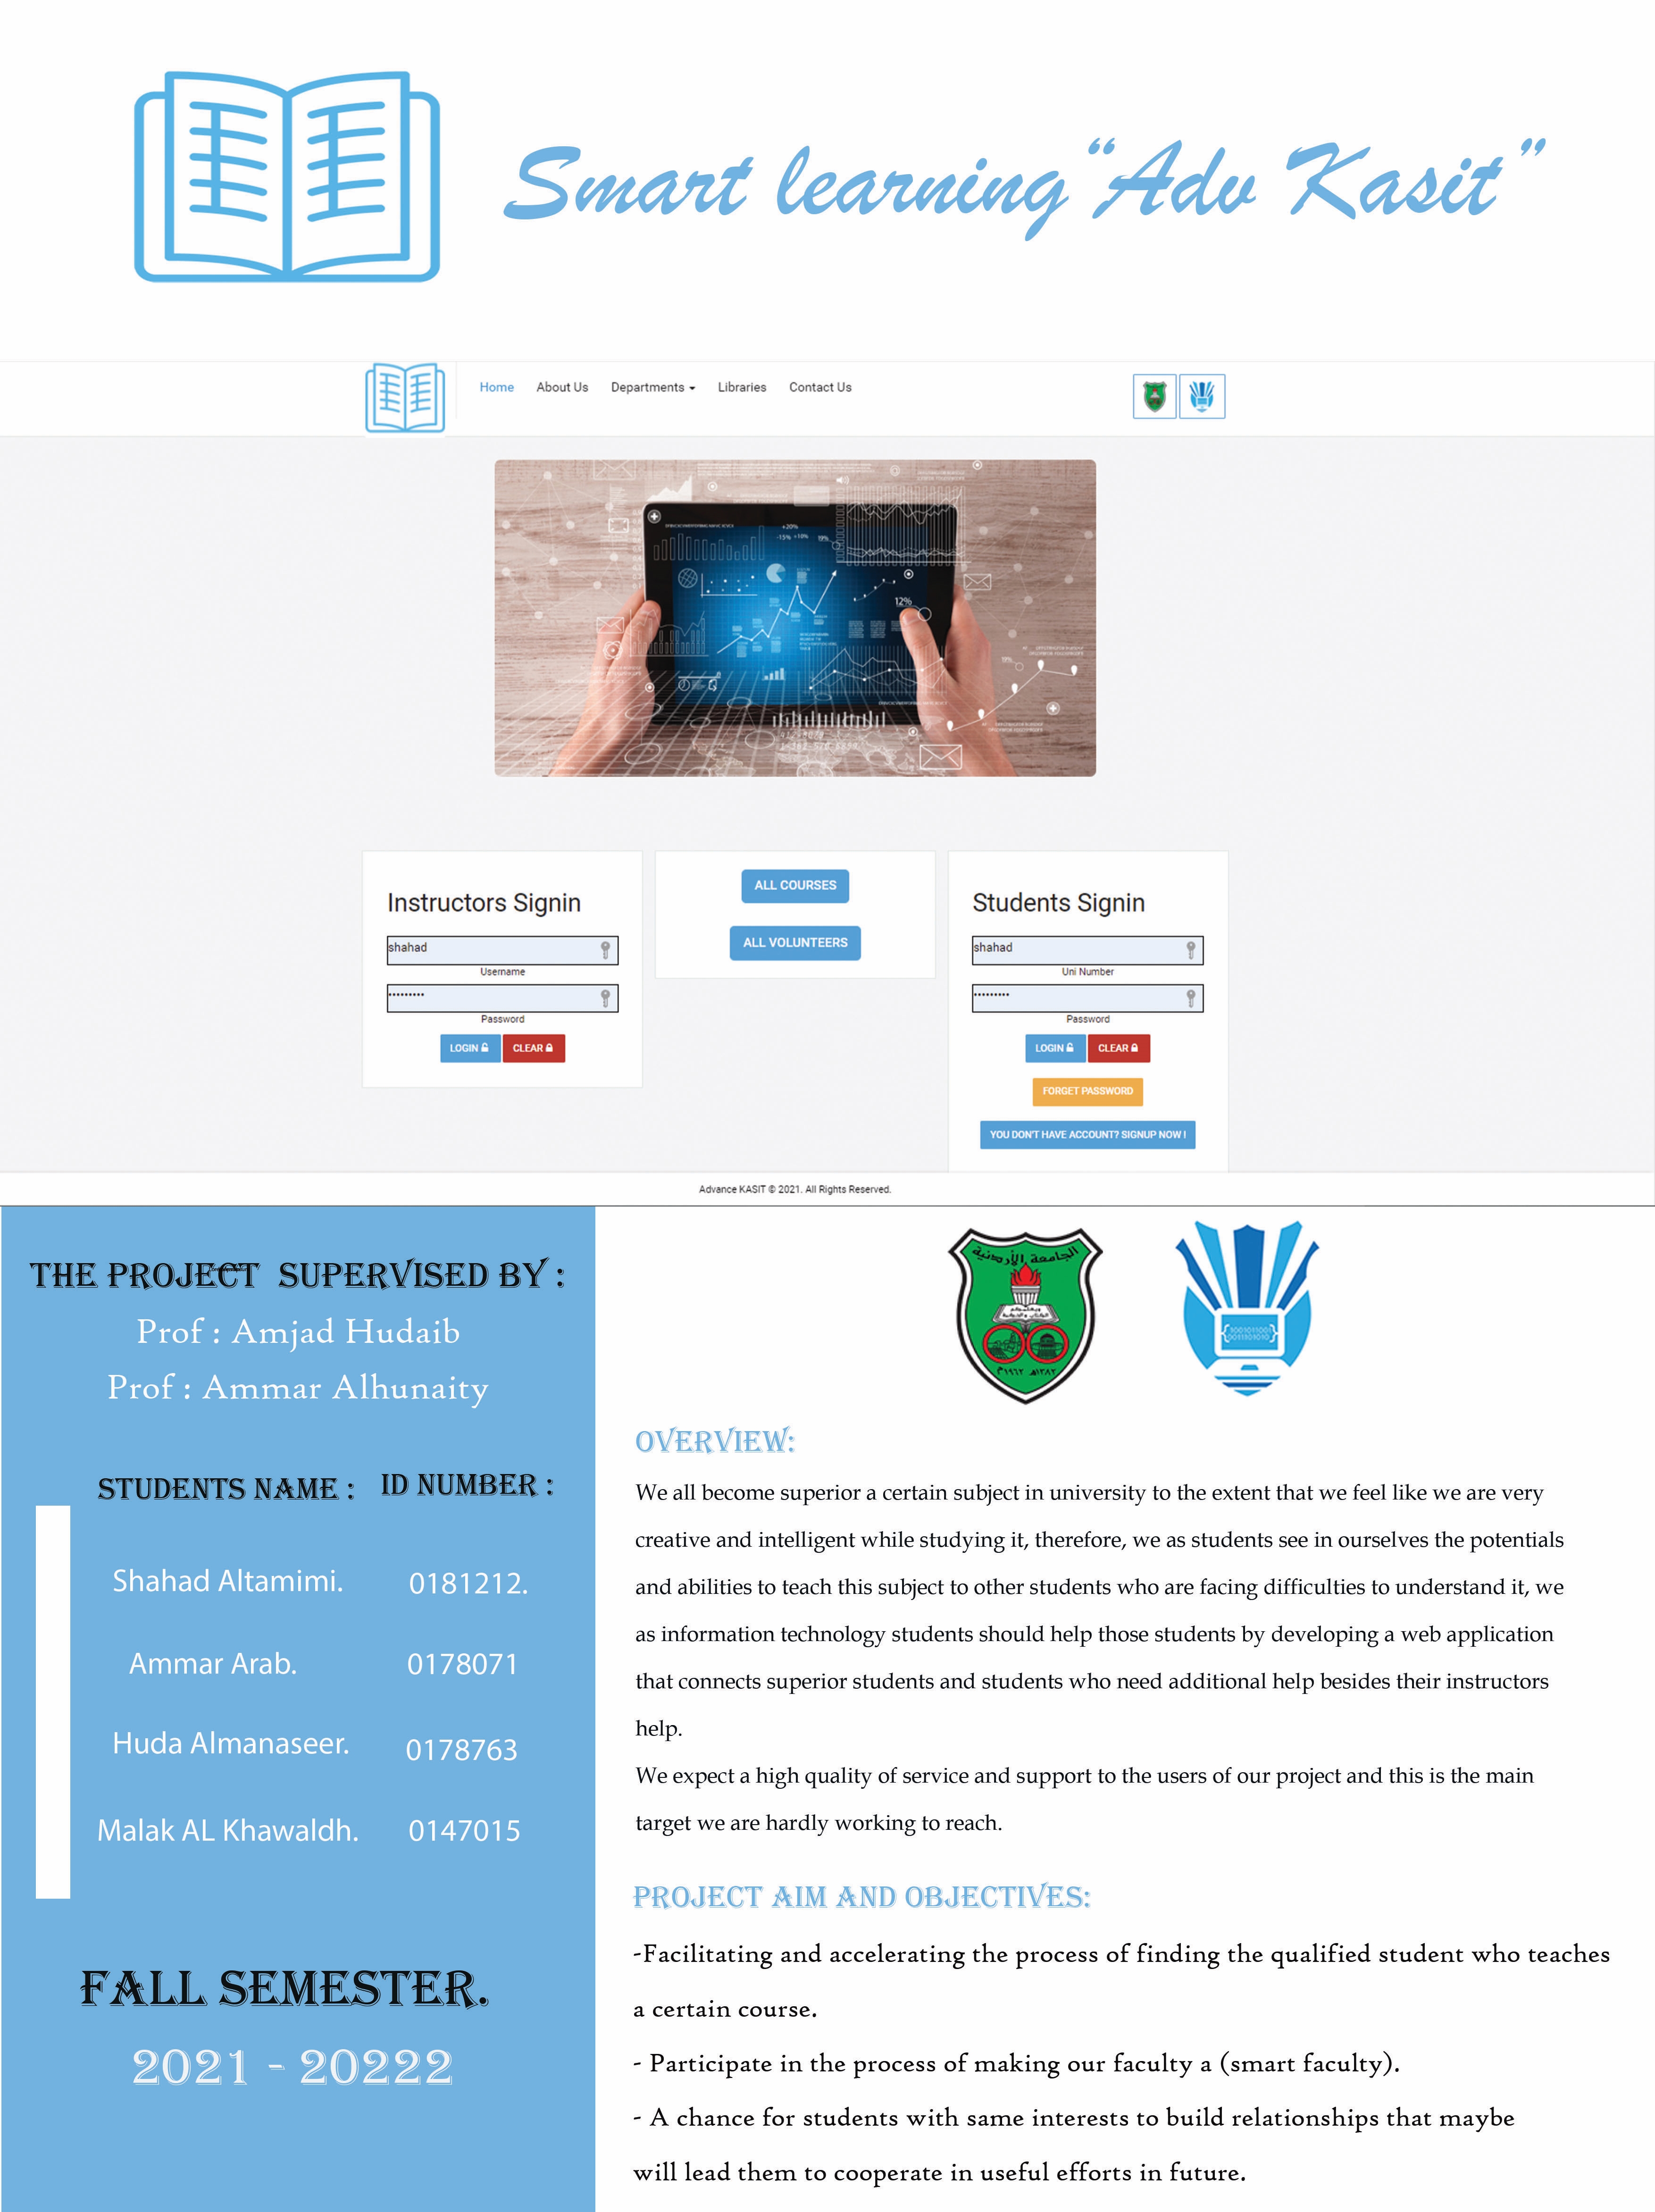 Smart learning “Adv Kasit”
Home About Us Departments Libraries Contact Us
+20%
-15% +18% 19%
12%
19%
Instructors Signin
shahad
Username
•••••••••
Password
LOGIN CLEAR
ALL COURSES
ALL VOLUNTEERS
Students Signin
shahad
Uni Number
•••••••••
Password
LOGIN CLEAR
FORGET PASSWORD
YOU DON'T HAVE ACCOUNT? SIGNUP NOW !
Advance KASIT © 2021. All Rights Reserved.
THE PROJECT SUPERVISED BY :
Prof : Amjad Hudaib
Prof : Ammar Alhunaity
STUDENTS NAME : ID NUMBER :
Shahad Altamimi. 0181212.
Ammar Arab. 0178071
Huda Almanaseer. 0178763
Malak AL Khawaldh. 0147015
FALL SEMESTER.
2021 - 20222
الجامعة الأردنية
١٣٨٢هـ ١٩٦٢م
OVERVIEW:
We all become superior a certain subject in university to the extent that we feel like we are very
creative and intelligent while studying it, therefore, we as students see in ourselves the potentials
and abilities to teach this subject to other students who are facing difficulties to understand it, we
as information technology students should help those students by developing a web application
that connects superior students and students who need additional help besides their instructors
help.
We expect a high quality of service and support to the users of our project and this is the main
target we are hardly working to reach.
PROJECT AIM AND OBJECTIVES:
-Facilitating and accelerating the process of finding the qualified student who teaches
a certain course.
- Participate in the process of making our faculty a (smart faculty).
- A chance for students with same interests to build relationships that maybe
will lead them to cooperate in useful efforts in future.